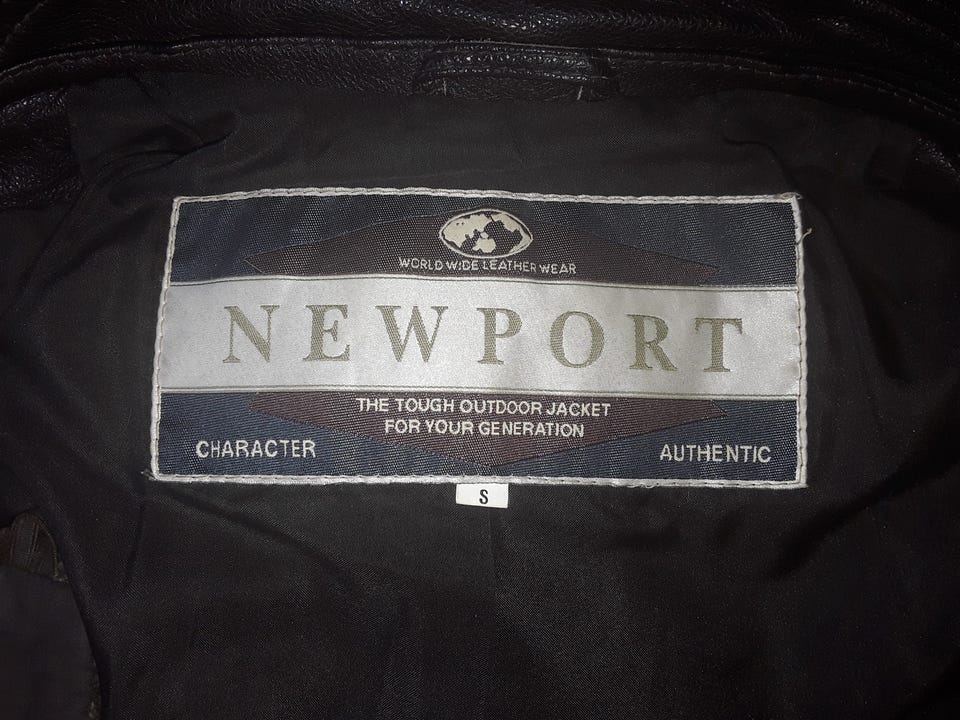 WORLD WIDE LEATHER WEAR
NEWPORT
THE TOUGH OUTDOOR JACKET
FOR YOUR GENERATION
CHARACTER
AUTHENTIC
S